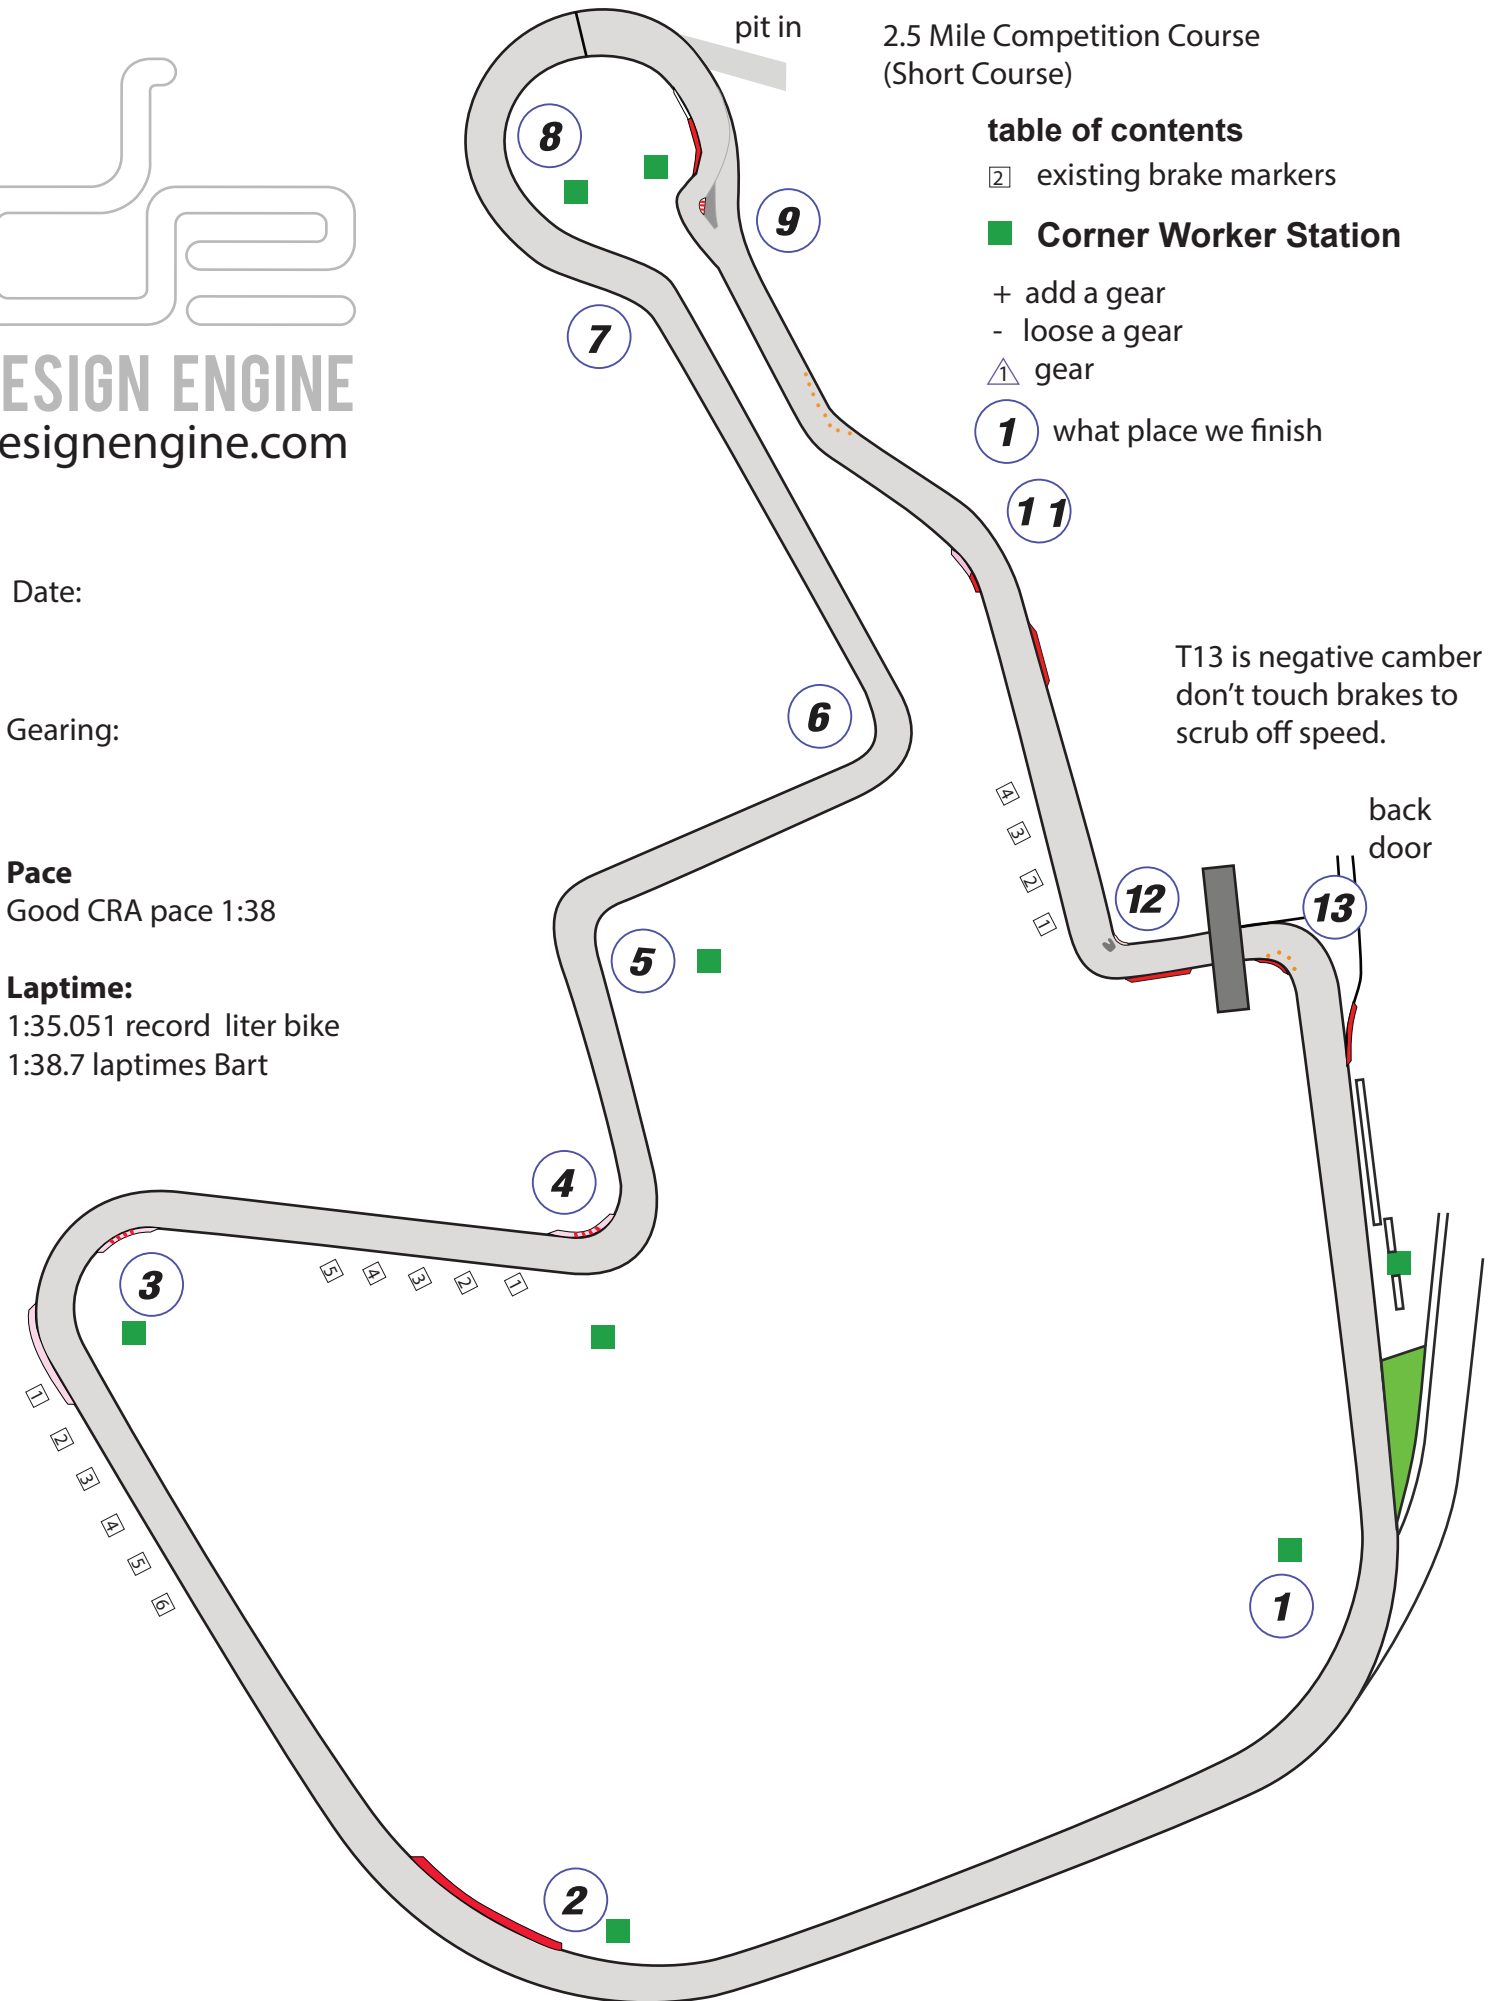 pit in
2.5 Mile Competition Course
(Short Course)
table of contents
2 existing brake markers
Corner Worker Station
+ add a gear
- loose a gear
1 gear
1 what place we finish
8
9
7
ESIGN ENGINE
esignengine.com
1 1
Date:
T13 is negative camber
don't touch brakes to
scrub off speed.
Gearing:
6
4
3
2
1
back
door
Pace
Good CRA pace 1:38
12
13
5
Laptime:
1:35.051 record liter bike
1:38.7 laptimes Bart
4
3
5
4
3
2
1
1
2
3
4
5
6
1
2